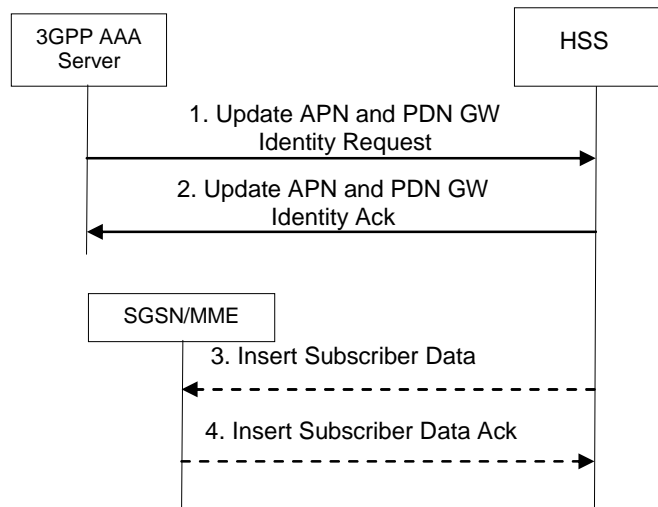 3GPP AAA
Server
HSS
1. Update APN and PDN GW
Identity Request
2. Update APN and PDN GW
Identity Ack
SGSN/MME
3. Insert Subscriber Data
4. Insert Subscriber Data Ack